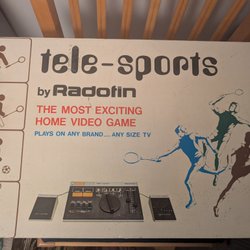 tele-sports
by Radofin
THE MOST EXCITING
HOME VIDEO GAME
PLAYS ON ANY BRAND.... ANY SIZE TV